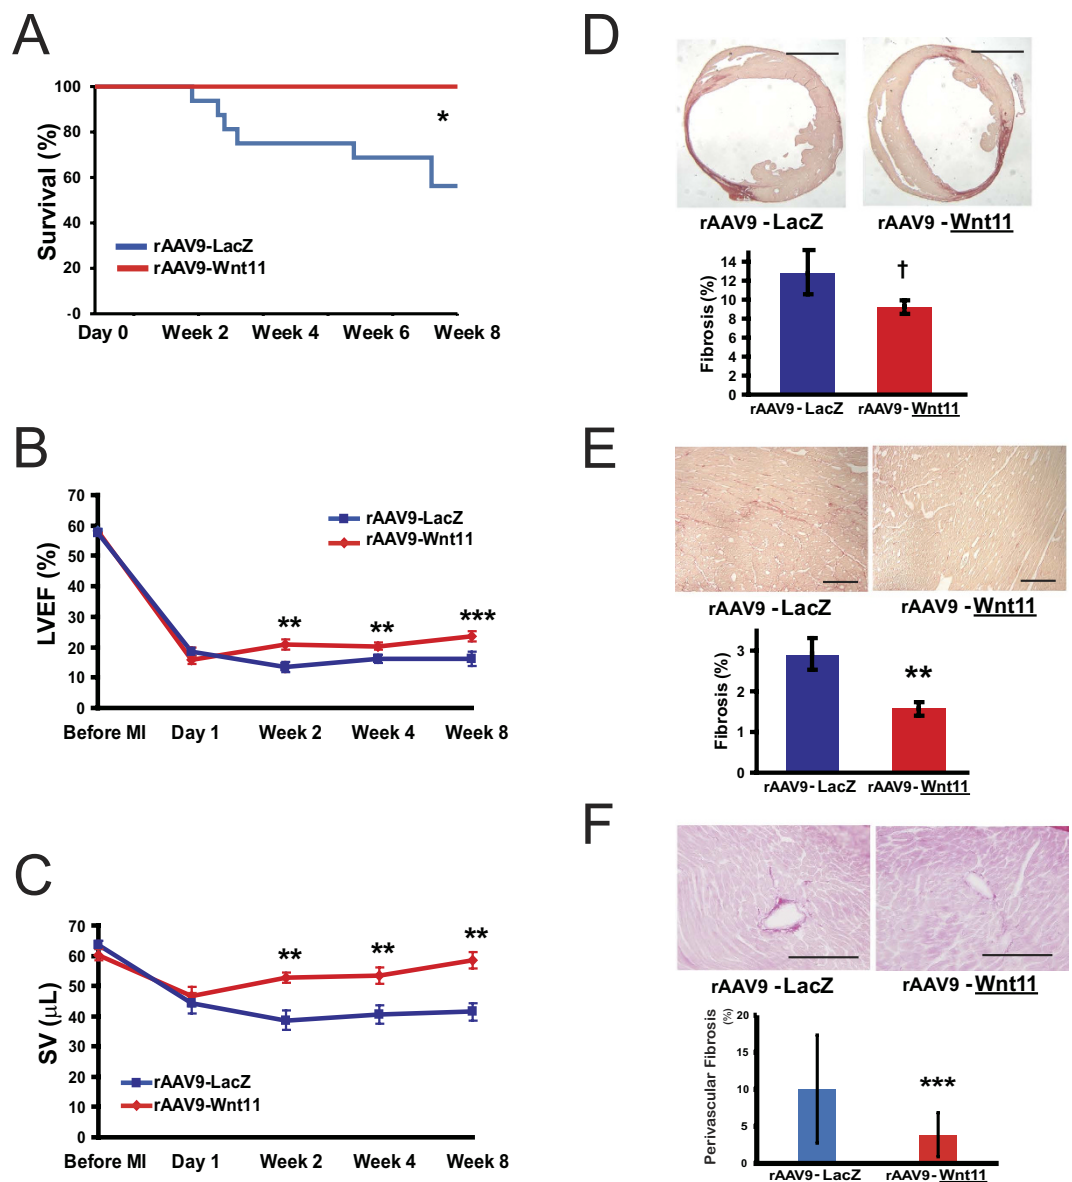 A
100
80
60
40
20
-0
Survival (%)
*
rAAV9-LacZ
rAAV9-Wnt11
Day 0 Week 2 Week 4 Week 6 Week 8
B
70
60
50
40
30
20
10
0
LVEF (%)
rAAV9-LacZ
rAAV9-Wnt11
** ** ***
Before MI Day 1 Week 2 Week 4 Week 8
C
70
60
50
40
30
20
10
0
SV (µL)
** ** **
rAAV9-LacZ
rAAV9-Wnt11
Before MI Day 1 Week 2 Week 4 Week 8
D
rAAV9 - LacZ rAAV9 - Wnt11
14
12
10
8
6
4
2
0
Fibrosis (%)
†
rAAV9 - LacZ rAAV9 - Wnt11
E
rAAV9 - LacZ rAAV9 - Wnt11
3
2
1
0
Fibrosis (%)
**
rAAV9 - LacZ rAAV9 - Wnt11
F
rAAV9 - LacZ rAAV9 - Wnt11
20
15
10
5
0
Perivascular Fibrosis (%)
***
rAAV9 - LacZ rAAV9 - Wnt11